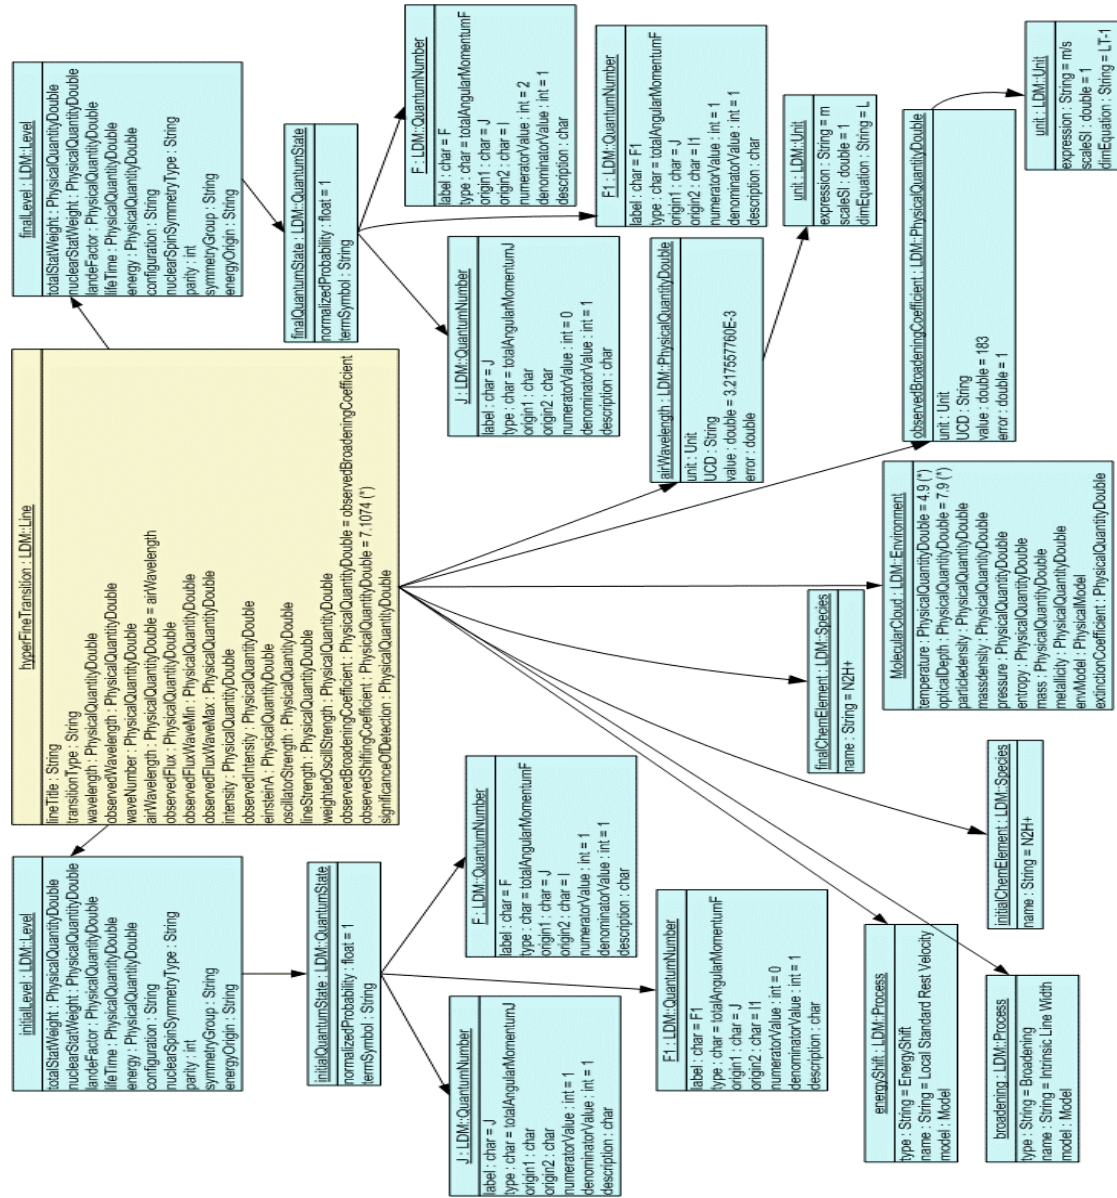 initialLevel : LDM::Level
totalStatWeight : PhysicalQuantityDouble
nuclearStatWeight : PhysicalQuantityDouble
landeFactor : PhysicalQuantityDouble
lifeTime : PhysicalQuantityDouble
energy : PhysicalQuantityDouble
configuration : String
nuclearSpinSymmetryType : String
parity : int
symmetryGroup : String
energyOrigin : String
hyperFineTransition : LDM::Line
lineTitle : String
transitionType : String
wavelength : PhysicalQuantityDouble
observedWavelength : PhysicalQuantityDouble
waveNumber : PhysicalQuantityDouble
airWavelength : PhysicalQuantityDouble = airWavelength
observedFlux : PhysicalQuantityDouble
observedFluxWaveMin : PhysicalQuantityDouble
observedFluxWaveMax : PhysicalQuantityDouble
intensity : PhysicalQuantityDouble
observedIntensity : PhysicalQuantityDouble
einsteinA : PhysicalQuantityDouble
oscillatorStrength : PhysicalQuantityDouble
lineStrength : PhysicalQuantityDouble
weightedOscillStrength : PhysicalQuantityDouble
observedBroadeningCoefficient : PhysicalQuantityDouble = observedBroadeningCoefficient
observedShiftingCoefficient : PhysicalQuantityDouble = 7.1074 (*)
significanceOfDetection : PhysicalQuantityDouble
finalLevel : LDM::Level
totalStatWeight : PhysicalQuantityDouble
nuclearStatWeight : PhysicalQuantityDouble
landeFactor : PhysicalQuantityDouble
lifeTime : PhysicalQuantityDouble
energy : PhysicalQuantityDouble
configuration : String
nuclearSpinSymmetryType : String
parity : int
symmetryGroup : String
energyOrigin : String
initialQuantumState : LDM::QuantumState
normalizedProbability : float = 1
termSymbol : String
finalQuantumState : LDM::QuantumState
normalizedProbability : float = 1
termSymbol : String
J : LDM::QuantumNumber
label : char = J
type : char = totalAngularMomentumJ
origin1 : char
origin2 : char
numeratorValue : int = 1
denominatorValue : int = 1
description : char
F : LDM::QuantumNumber
label : char = F
type : char = totalAngularMomentumF
origin1 : char = J
origin2 : char = I
numeratorValue : int = 1
denominatorValue : int = 1
description : char
J : LDM::QuantumNumber
label : char = J
type : char = totalAngularMomentumJ
origin1 : char
origin2 : char
numeratorValue : int = 0
denominatorValue : int = 1
description : char
F : LDM::QuantumNumber
label : char = F
type : char = totalAngularMomentumF
origin1 : char = J
origin2 : char = I
numeratorValue : int = 2
denominatorValue : int = 1
description : char
F1 : LDM::QuantumNumber
label : char = F1
type : char = totalAngularMomentumF
origin1 : char = J
origin2 : char = I1
numeratorValue : int = 0
denominatorValue : int = 1
description : char
F1 : LDM::QuantumNumber
label : char = F1
type : char = totalAngularMomentumF
origin1 : char = J
origin2 : char = I1
numeratorValue : int = 1
denominatorValue : int = 1
description : char
airWavelength : LDM::PhysicalQuantityDouble
unit : Unit
UCD : String
value : double = 3.217557760E-3
error : double
unit : LDM::Unit
expression : String = m
scaleSI : double = 1
dimEquation : String = L
energyShift : LDM::Process
type : String = EnergyShift
name : String = Local Standard Rest Velocity
model : Model
finalChemElement : LDM::Species
name : String = N2H+
MolecularCloud : LDM::Environment
temperature : PhysicalQuantityDouble = 4.9 (*)
opticalDepth : PhysicalQuantityDouble = 7.9 (*)
particledensity : PhysicalQuantityDouble
massdensity : PhysicalQuantityDouble
pressure : PhysicalQuantityDouble
entropy : PhysicalQuantityDouble
mass : PhysicalQuantityDouble
metallicity : PhysicalQuantityDouble
envModel : PhysicalModel
extinctionCoefficient : PhysicalQuantityDouble
observedBroadeningCoefficient : LDM::PhysicalQuantityDouble
unit : Unit
UCD : String
value : double = 183
error : double = 1
broadening : LDM::Process
type : String = Broadening
name : String = Intrinsic Line Width
model : Model
initialChemElement : LDM::Species
name : String = N2H+
unit : LDM::Unit
expression : String = m/s
scaleSI : double = 1
dimEquation : String = LT-1